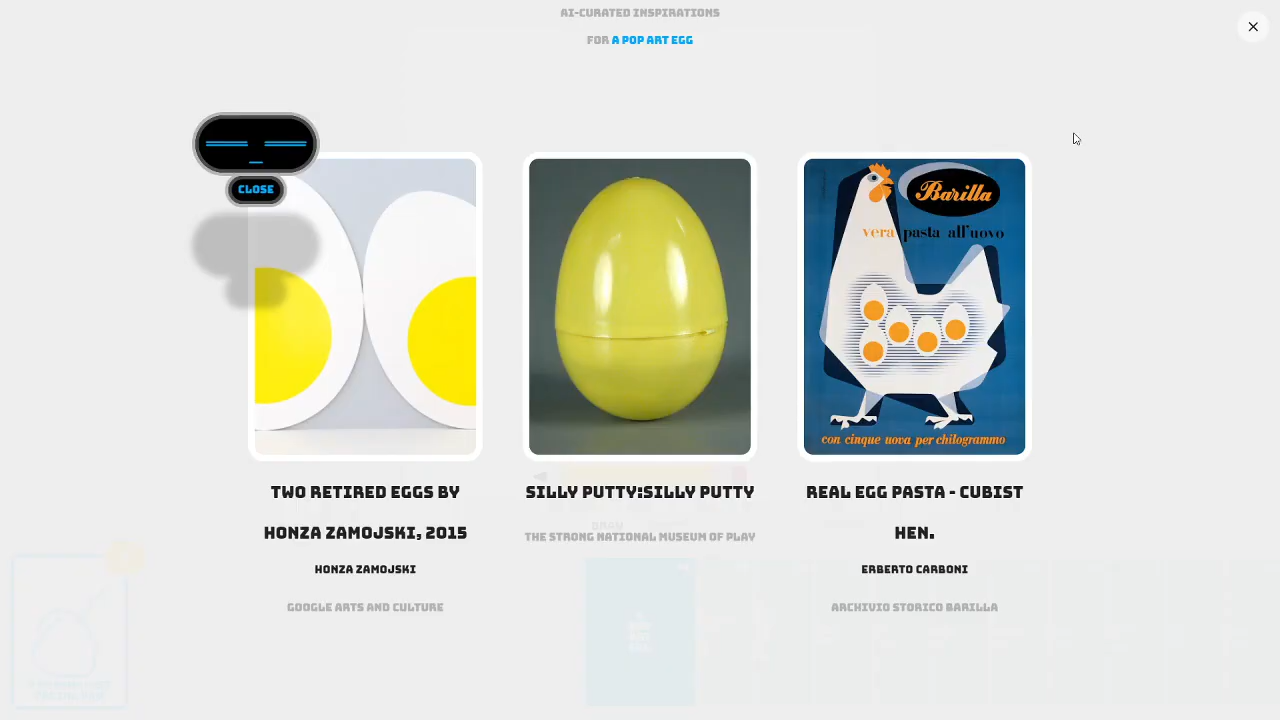 AI-CURATED INSPIRATIONS
FOR A POP ART EGG
CLOSE
Barilla
vera pasta all'uovo
con cinque uova per chilogrammo
TWO RETIRED EGGS BY
HONZA ZAMOJSKI, 2015
HONZA ZAMOJSKI
GOOGLE ARTS AND CULTURE
SILLY PUTTY:SILLY PUTTY
THE STRONG NATIONAL MUSEUM OF PLAY
REAL EGG PASTA - CUBIST
HEN.
ERBERTO CARBONI
ARCHIVIO STORICO BARILLA
DRAW